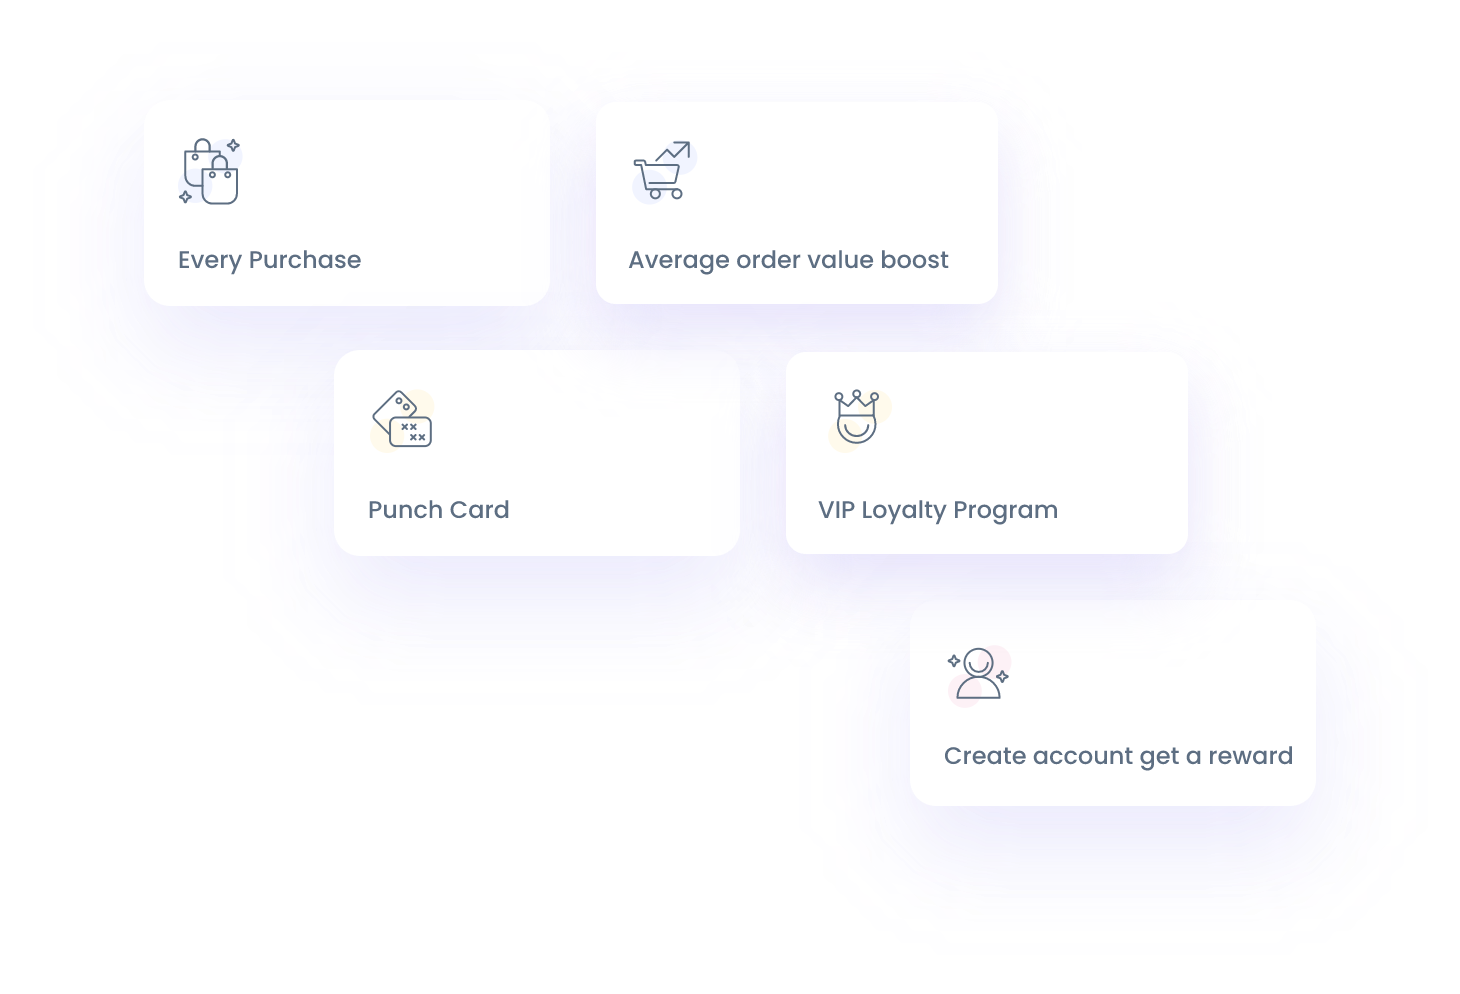 Every Purchase
Average order value boost
Punch Card
VIP Loyalty Program
Create account get a reward